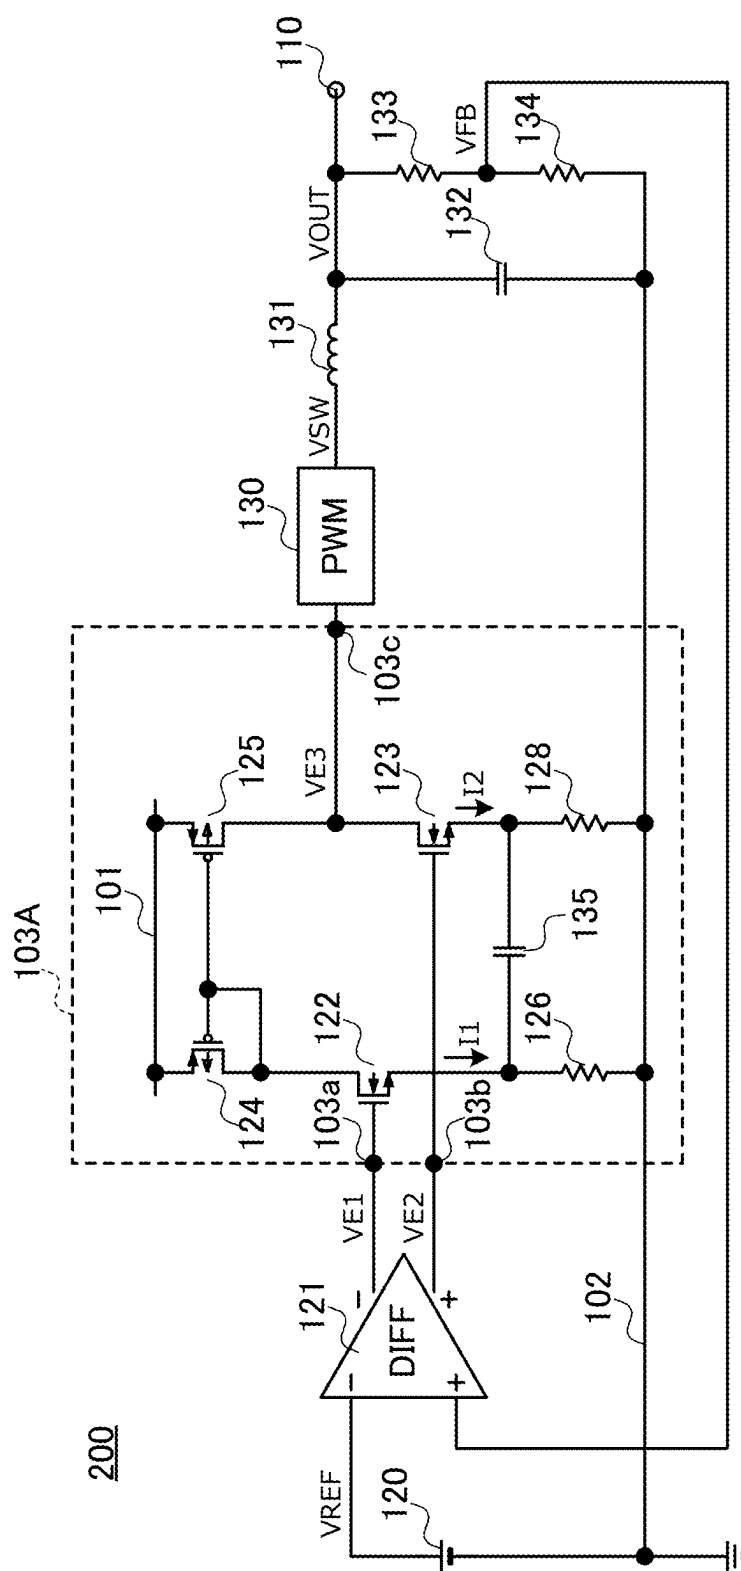 200
VREF
120
121
DIFF
−
+
−
+
VE1
VE2
102
103A
103a
103b
101
124
122
I1
126
135
125
VE3
123
I2
128
103c
130
PWM
VSW
131
VOUT
132
110
133
VFB
134